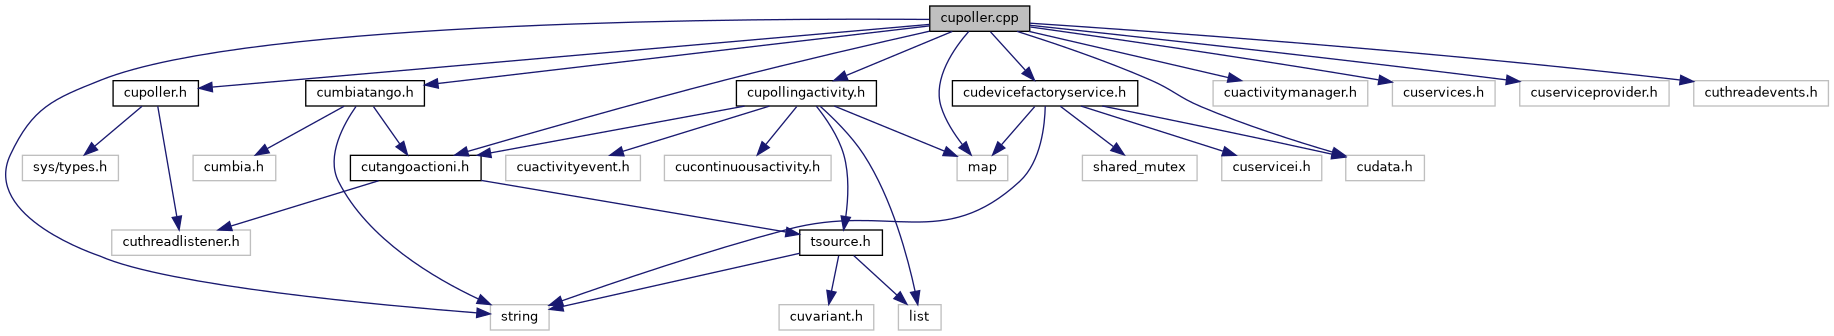 cupoller.cpp
cupoller.h
cumbiatango.h
cupollingactivity.h
cudevicefactoryservice.h
cuactivitymanager.h
cuservices.h
cuserviceprovider.h
cuthreadevents.h
sys/types.h
cumbia.h
cutangoactioni.h
cuactivityevent.h
cucontinuousactivity.h
map
shared_mutex
cuservicei.h
cudata.h
cuthreadlistener.h
tsource.h
string
cuvariant.h
list